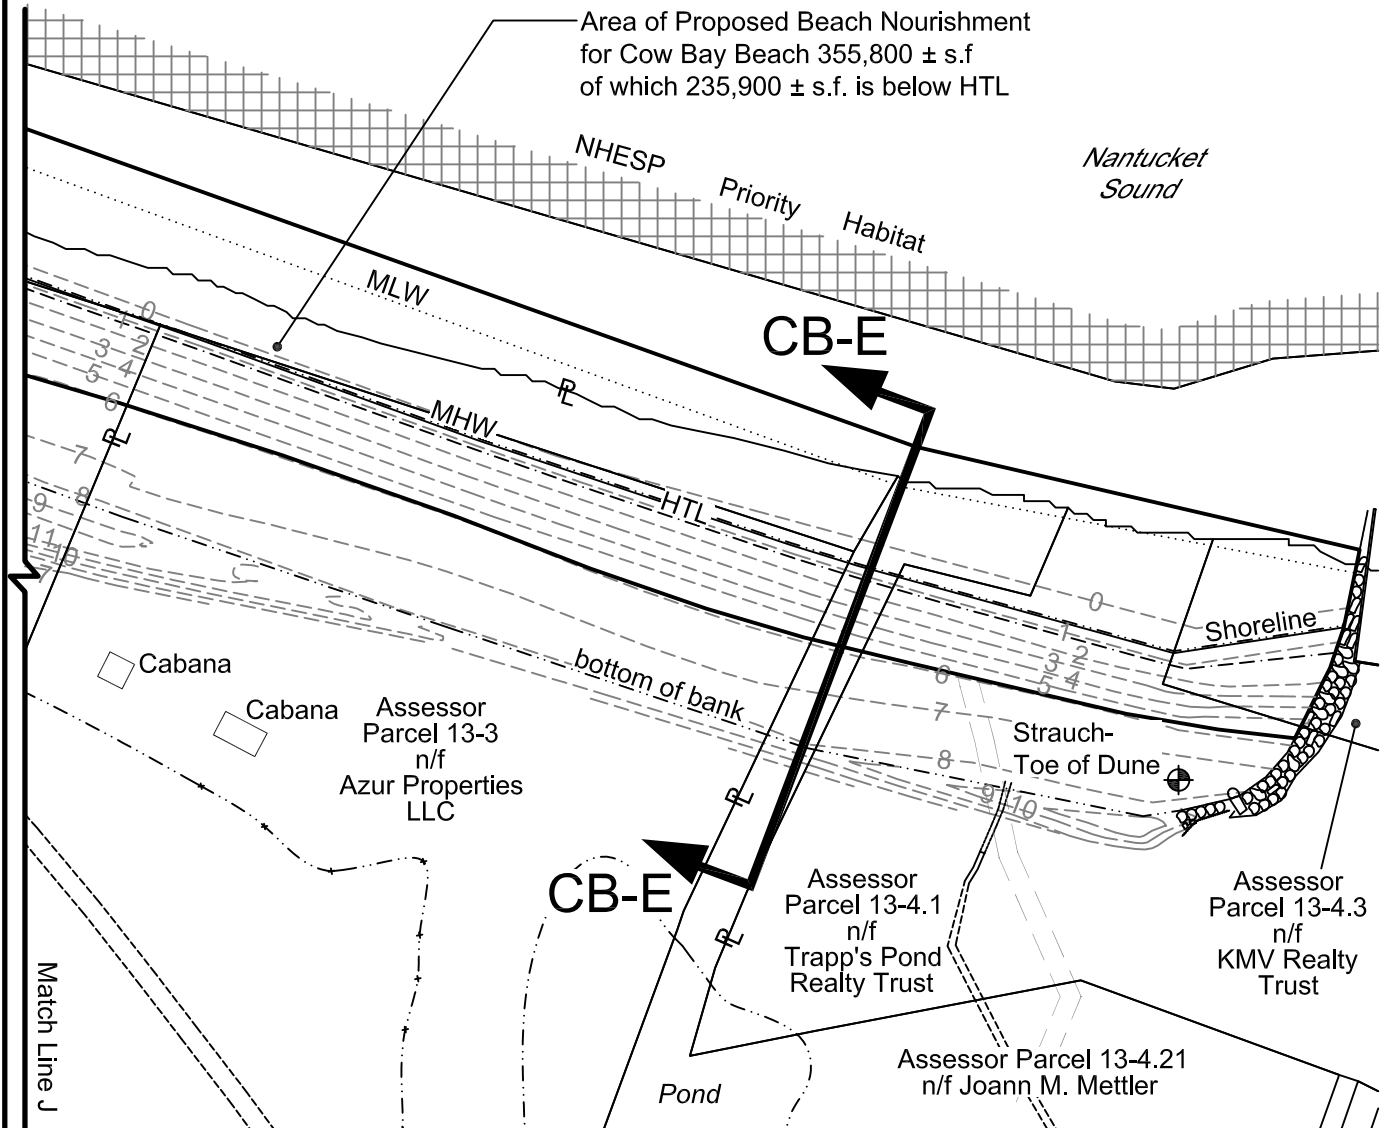 Area of Proposed Beach Nourishment
for Cow Bay Beach 355,800 ± s.f
of which 235,900 ± s.f. is below HTL
NHESP Priority Habitat
Nantucket
Sound
MLW
CB-E
0
1
2
3
4
5
6
7
8
9
11
10
7
PL
PL
MHW
HTL
0
1
2
3
4
5
6
7
8
9
10
Shoreline
bottom of bank
Cabana
Cabana
Assessor
Parcel 13-3
n/f
Azur Properties
LLC
Strauch-
Toe of Dune
PL
CB-E
PL
Assessor
Parcel 13-4.1
n/f
Trapp's Pond
Realty Trust
Assessor
Parcel 13-4.3
n/f
KMV Realty
Trust
Match Line J
Assessor Parcel 13-4.21
n/f Joann M. Mettler
Pond